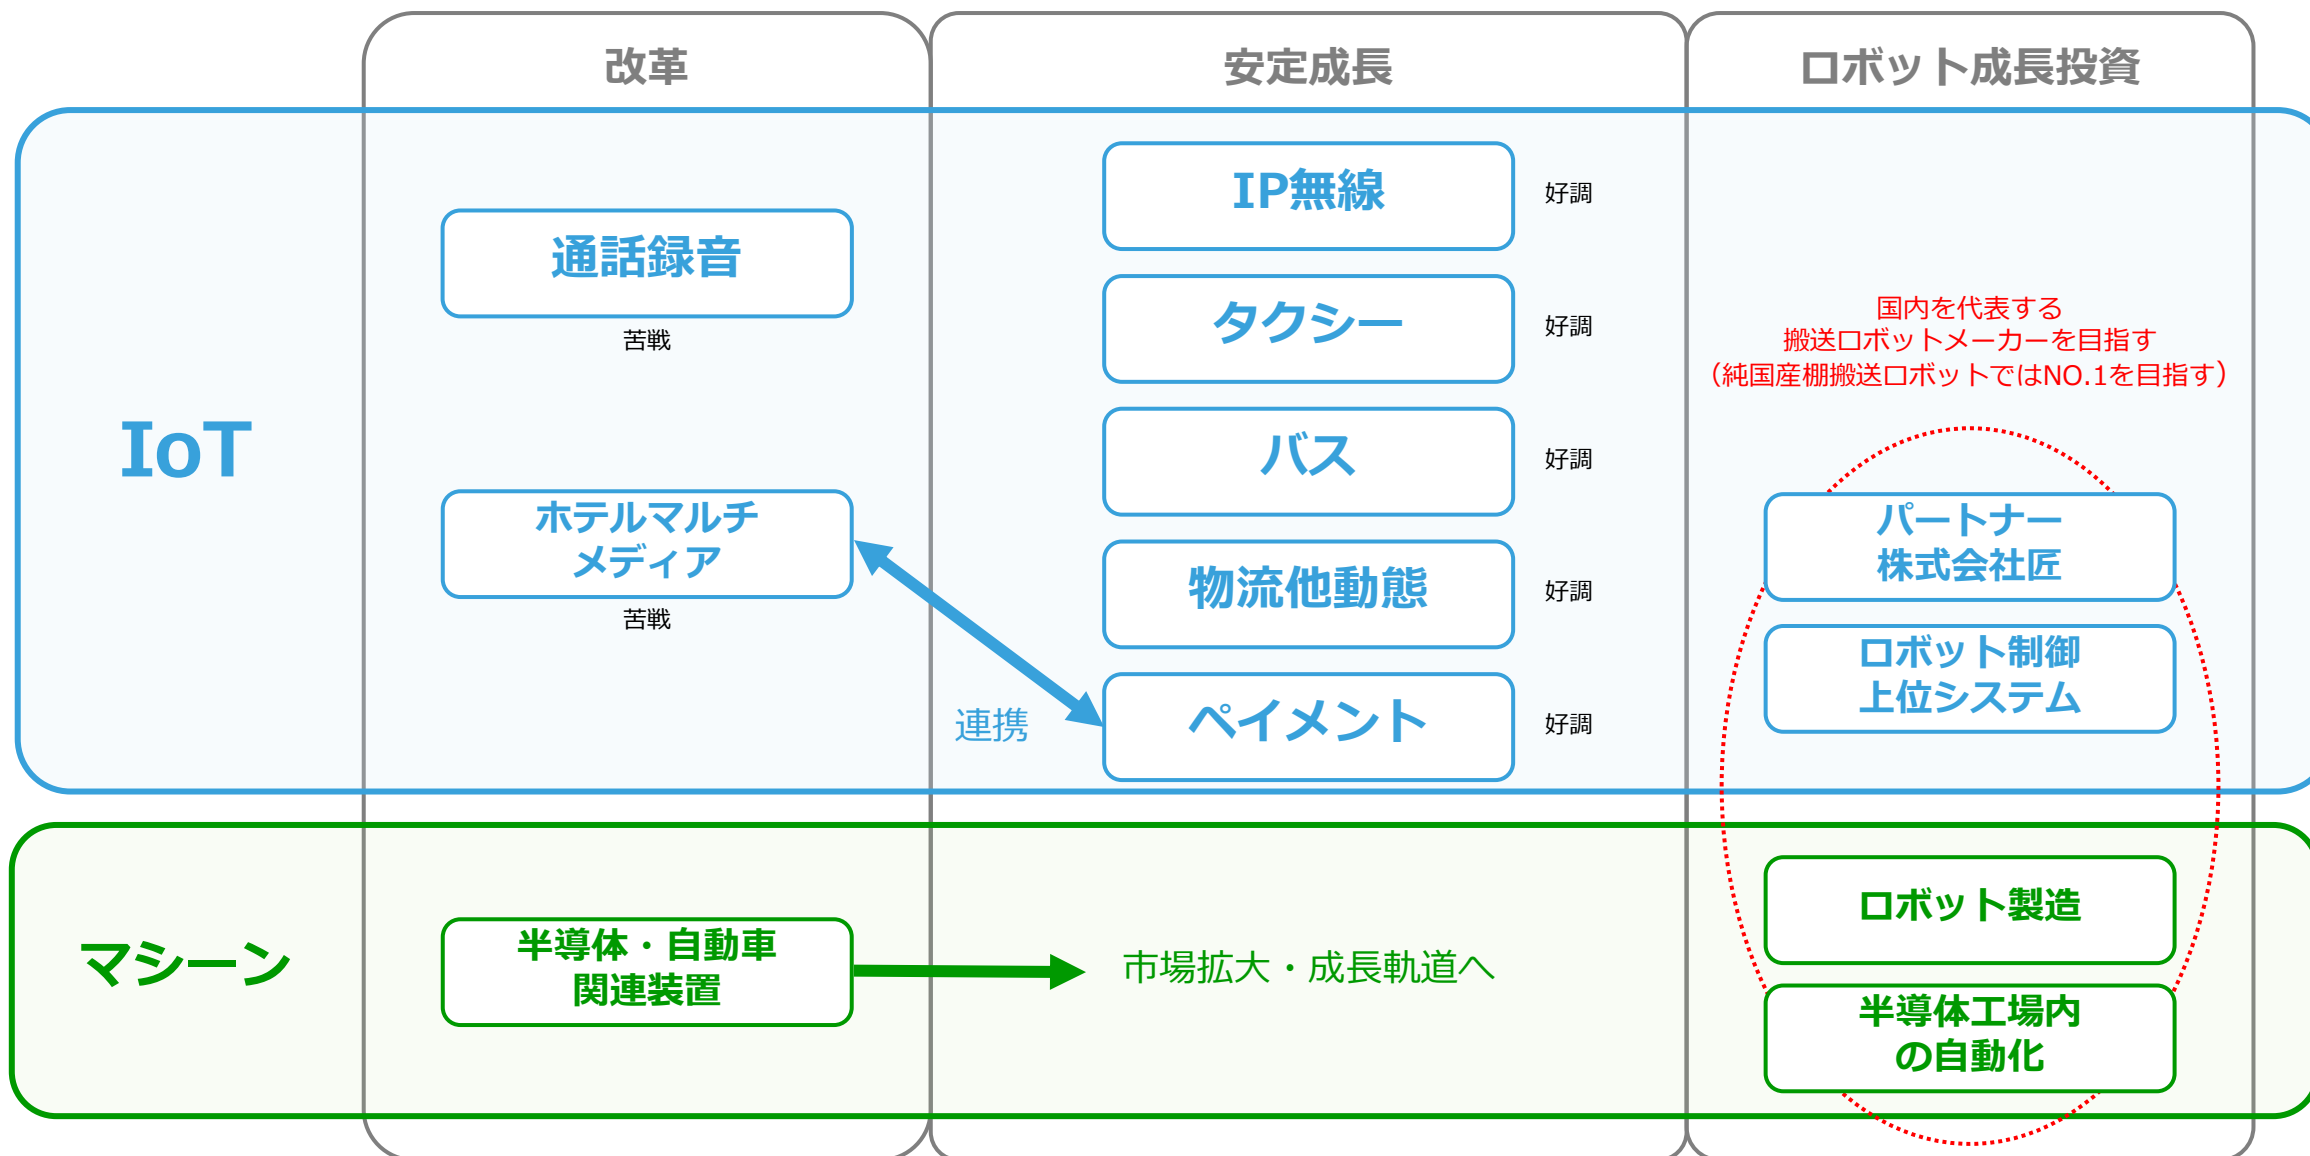 改革
安定成長
ロボット成長投資
IoT
通話録音
苦戦
ホテルマルチ
メディア
苦戦
連携
IP無線
好調
タクシー
好調
バス
好調
物流他動態
好調
ペイメント
好調
国内を代表する
搬送ロボットメーカーを目指す
（純国産棚搬送ロボットではNO.1を目指す）
パートナー
株式会社匠
ロボット制御
上位システム
マシーン
半導体・自動車
関連装置
市場拡大・成長軌道へ
ロボット製造
半導体工場内
の自動化